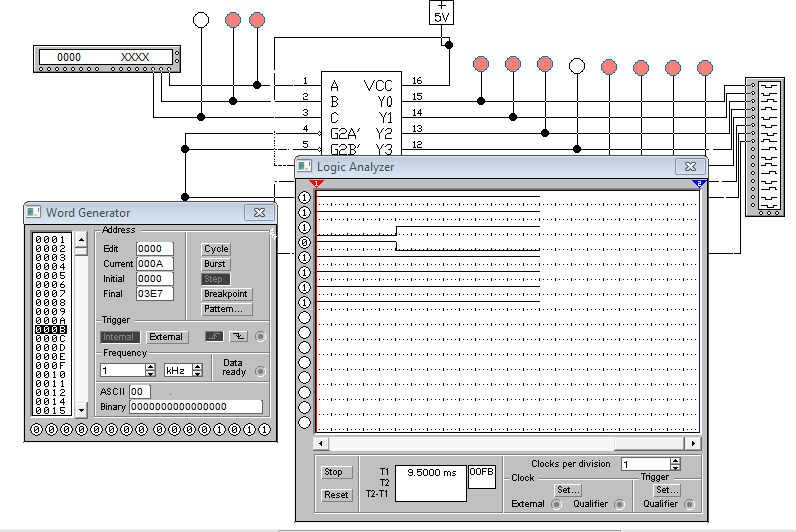 +
5V
0000 XXXX
1 A VCC 16
2 B Y0 15
3 C Y1 14
4 G2A' Y2 13
5 G2B' Y3 12
Logic Analyzer
1 2
1
1
1
0
1
1
1
1
Stop
Reset
T1 9.5000 ms 00FB
T2
T2-T1
Clocks per division 1
Clock
Set...
External Qualifier
Trigger
Set...
Qualifier
Word Generator
0001
0002
0003
0004
0005
0006
0007
0008
0009
000A
000B
000C
000D
000E
000F
0010
0011
0012
0014
0015
Address
Edit 0000
Current 000A
Initial 0000
Final 03E7
Cycle
Burst
Step
Breakpoint
Pattern...
Trigger
Internal External
Frequency
1 kHz
Data
ready
ASCII 00
Binary 0000000000000000
0 0 0 0 0 0 0 0 0 0 0 0 1 0 1 1